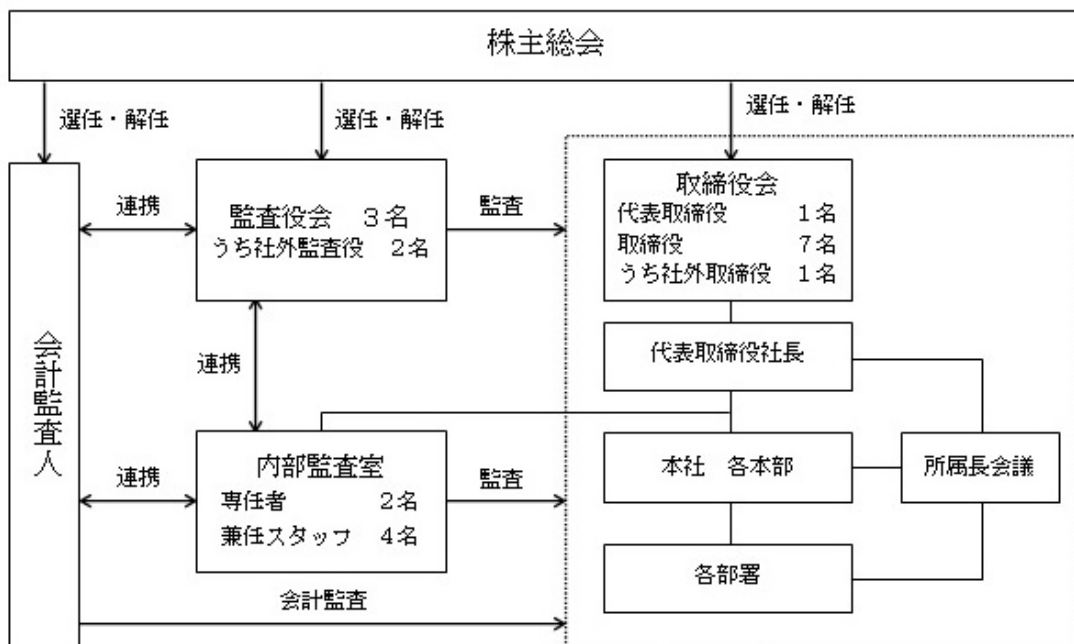 株主総会
選任・解任
選任・解任
選任・解任
会計監査人
連携
監査役会　３名
うち社外監査役　２名
監査
取締役会
代表取締役　１名
取締役　７名
うち社外取締役　１名
連携
代表取締役社長
連携
内部監査室
専任者　２名
兼任スタッフ　４名
監査
本社　各本部
所属長会議
各部署
会計監査